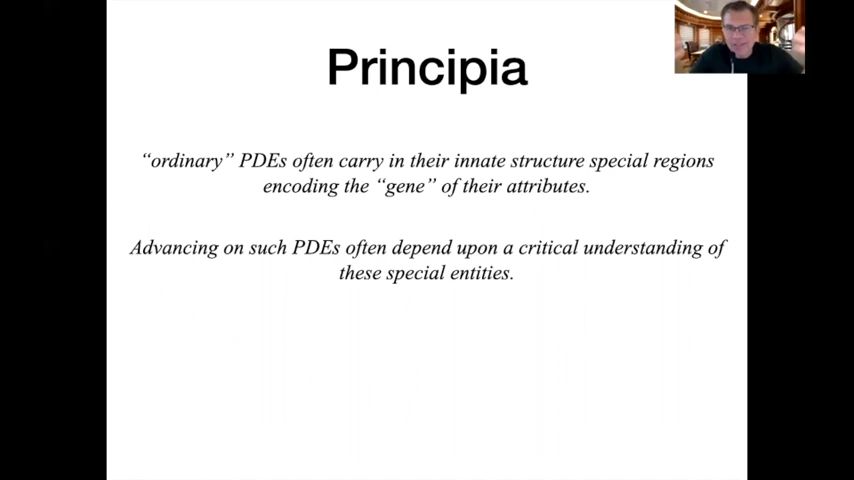 Principia
“ordinary” PDEs often carry in their innate structure special regions
encoding the “gene” of their attributes.
Advancing on such PDEs often depend upon a critical understanding of
these special entities.